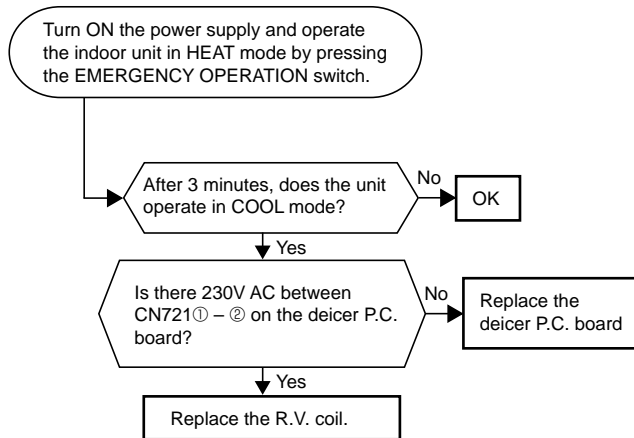 Turn ON the power supply and operate
the indoor unit in HEAT mode by pressing
the EMERGENCY OPERATION switch.
After 3 minutes, does the unit
operate in COOL mode?
No
OK
Yes
Is there 230V AC between
CN721① – ② on the deicer P.C.
board?
No
Replace the
deicer P.C. board
Yes
Replace the R.V. coil.